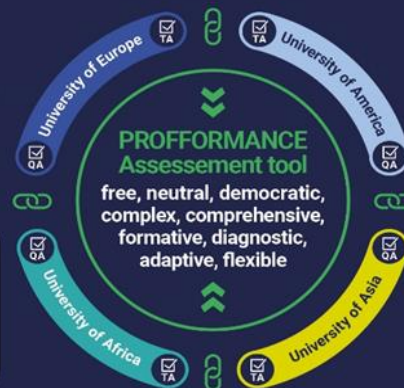 TA
University of Europe
QA
TA
University of America
QA
PROFFORMANCE
Assessement tool
free, neutral, democratic,
complex, comprehensive,
formative, diagnostic,
adaptive, flexible
QA
University of Africa
TA
QA
University of Asia
TA